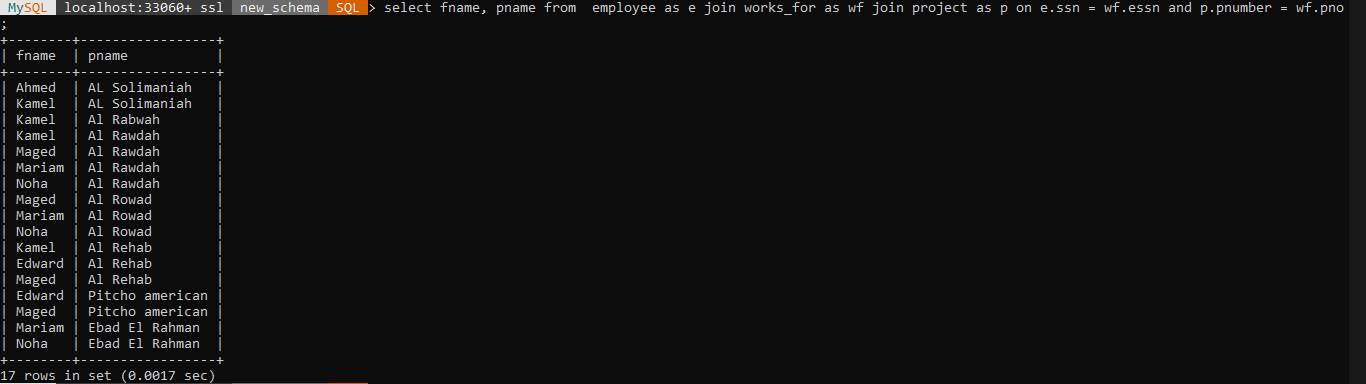 MySQL localhost:33060+ ssl new_schema SQL > select fname, pname from  employee as e join works_for as wf join project as p on e.ssn = wf.essn and p.pnumber = wf.pno
;
+--------+-----------------+
| fname  | pname           |
+--------+-----------------+
| Ahmed  | AL Solimaniah   |
| Kamel  | AL Solimaniah   |
| Kamel  | Al Rabwah       |
| Kamel  | Al Rawdah       |
| Maged  | Al Rawdah       |
| Mariam | Al Rawdah       |
| Noha   | Al Rawdah       |
| Maged  | Al Rowad        |
| Mariam | Al Rowad        |
| Noha   | Al Rowad        |
| Kamel  | Al Rehab        |
| Edward | Al Rehab        |
| Maged  | Al Rehab        |
| Edward | Pitcho american |
| Maged  | Pitcho american |
| Mariam | Ebad El Rahman  |
| Noha   | Ebad El Rahman  |
+--------+-----------------+
17 rows in set (0.0017 sec)